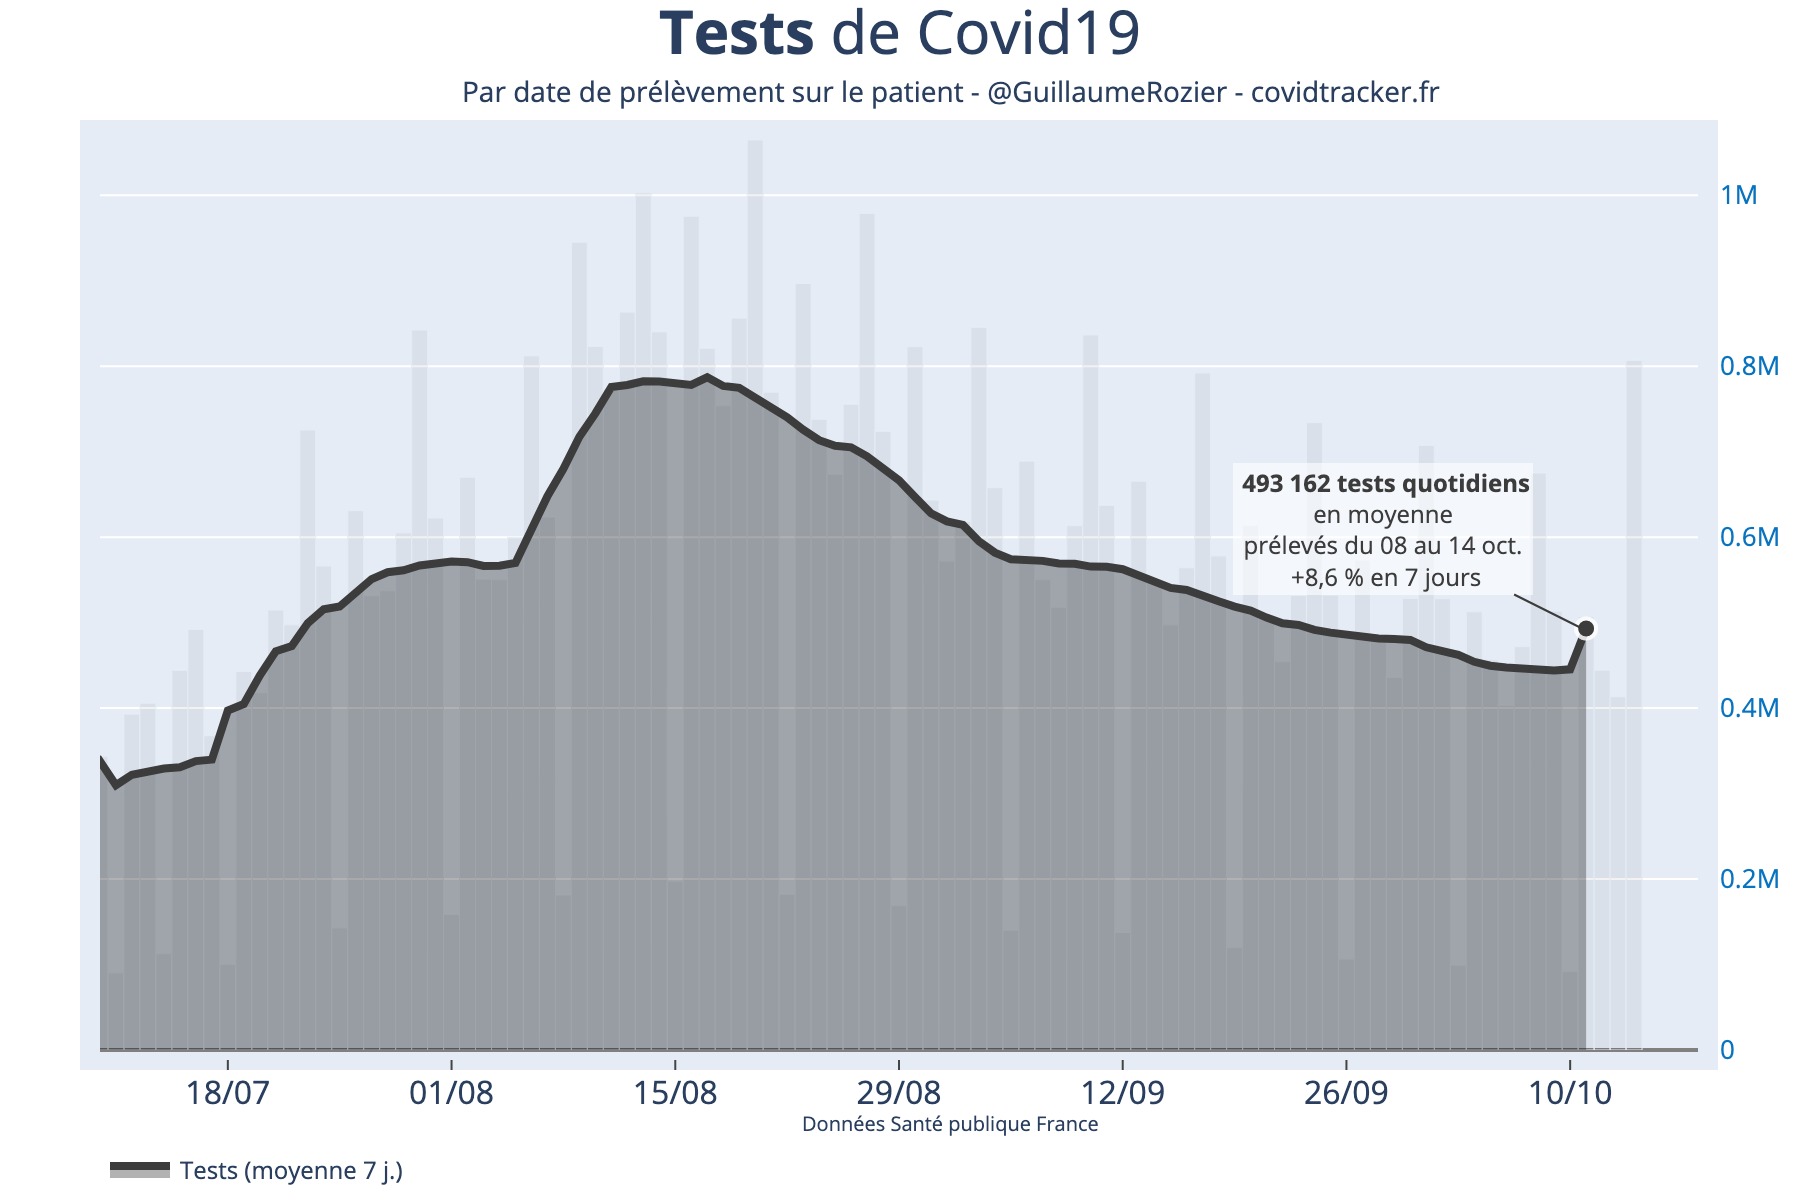 Tests de Covid19
Par date de prélèvement sur le patient - @GuillaumeRozier - covidtracker.fr
1M
0.8M
493 162 tests quotidiens
en moyenne
prélevés du 08 au 14 oct.
+8,6 % en 7 jours
0.6M
0.4M
0.2M
0
18/07 01/08 15/08 29/08 12/09 26/09 10/10
Données Santé publique France
Tests (moyenne 7 j.)